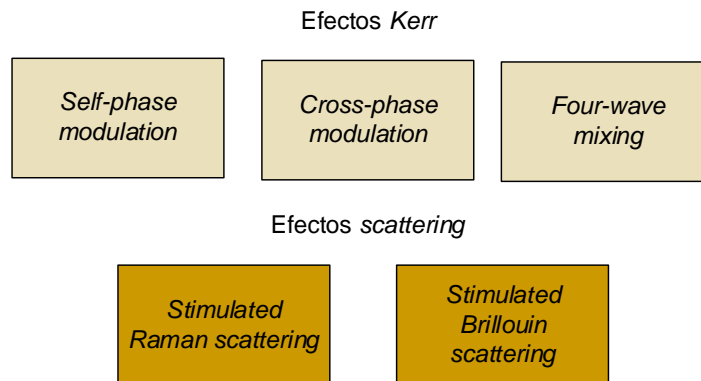 Efectos Kerr
Self-phase
modulation
Cross-phase
modulation
Four-wave
mixing
Efectos scattering
Stimulated
Raman scattering
Stimulated
Brillouin
scattering